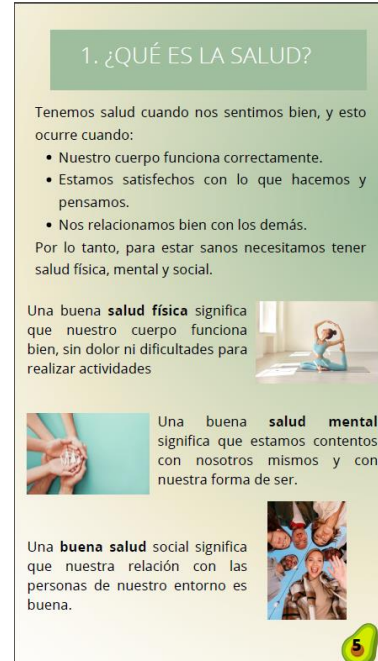 1. ¿QUÉ ES LA SALUD?
Tenemos salud cuando nos sentimos bien, y esto
ocurre cuando:
• Nuestro cuerpo funciona correctamente.
• Estamos satisfechos con lo que hacemos y
pensamos.
• Nos relacionamos bien con los demás.
Por lo tanto, para estar sanos necesitamos tener
salud física, mental y social.
Una buena salud física significa
que nuestro cuerpo funciona
bien, sin dolor ni dificultades para
realizar actividades
Una buena salud mental
significa que estamos contentos
con nosotros mismos y con
nuestra forma de ser.
Una buena salud social significa
que nuestra relación con las
personas de nuestro entorno es
buena.
5